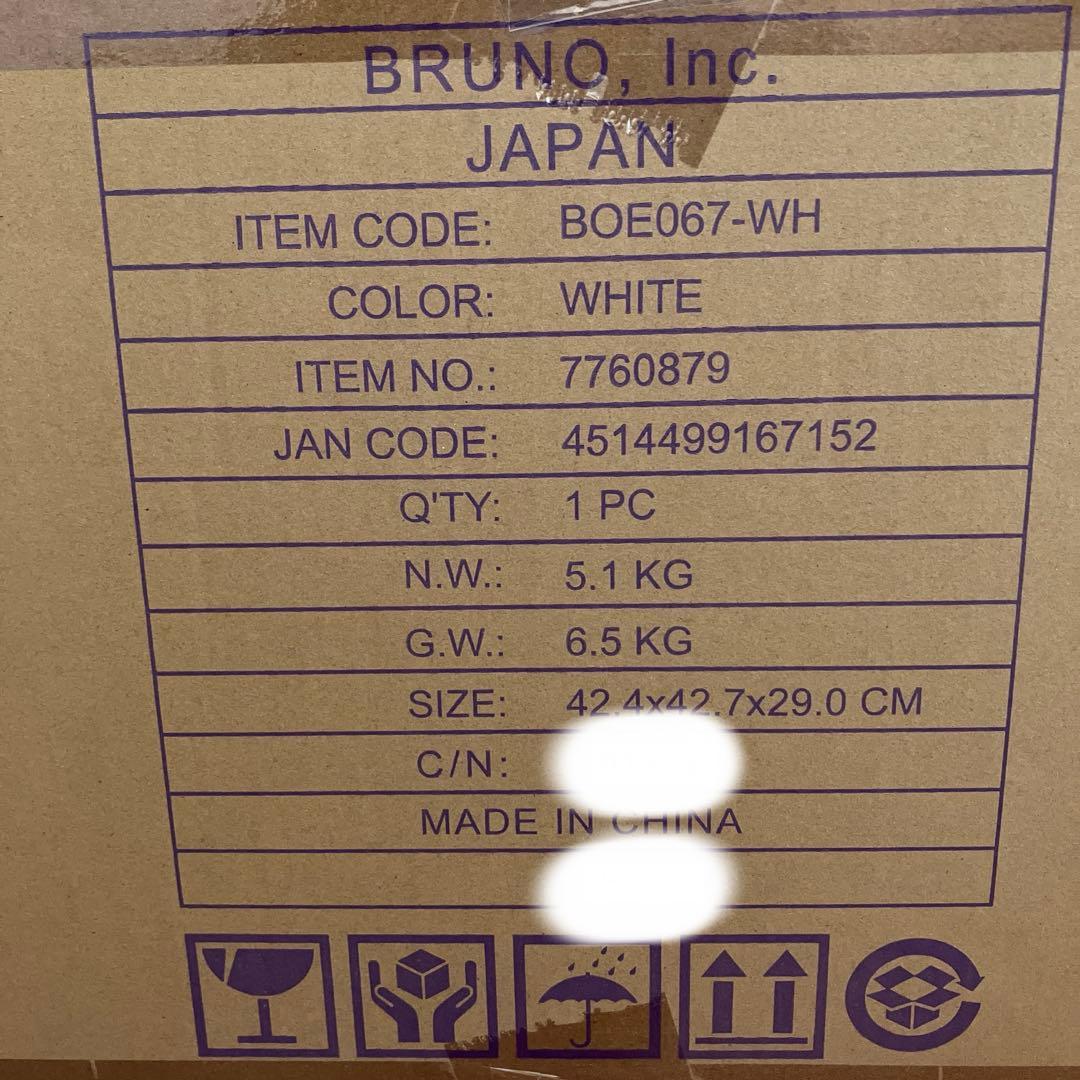 BRUNO, Inc.
JAPAN
ITEM CODE: BOE067-WH
COLOR: WHITE
ITEM NO.: 7760879
JAN CODE: 4514499167152
Q'TY: 1 PC
N.W.: 5.1 KG
G.W.: 6.5 KG
SIZE: 42.4x42.7x29.0 CM
C/N:
MADE IN CHINA